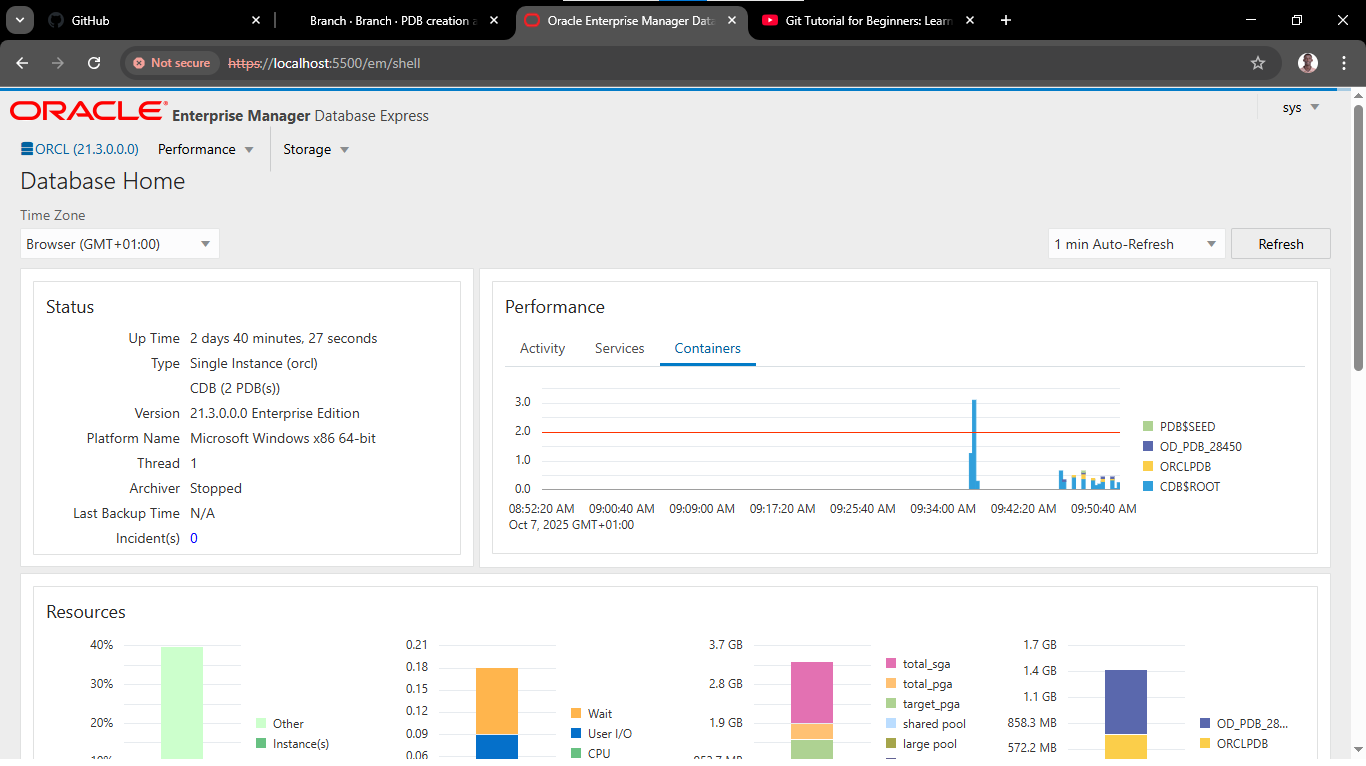 GitHub
Branch · Branch · PDB creation a
Oracle Enterprise Manager Data
Git Tutorial for Beginners: Learn
Not secure
https://localhost:5500/em/shell
ORACLE Enterprise Manager Database Express
sys
ORCL (21.3.0.0.0)
Performance
Storage
Database Home
Time Zone
Browser (GMT+01:00)
1 min Auto-Refresh
Refresh
Status
Up Time 2 days 40 minutes, 27 seconds
Type Single Instance (orcl)
CDB (2 PDB(s))
Version 21.3.0.0.0 Enterprise Edition
Platform Name Microsoft Windows x86 64-bit
Thread 1
Archiver Stopped
Last Backup Time N/A
Incident(s) 0
Performance
Activity
Services
Containers
3.0
2.0
1.0
0.0
08:52:20 AM 09:00:40 AM 09:09:00 AM 09:17:20 AM 09:25:40 AM 09:34:00 AM 09:42:20 AM 09:50:40 AM
Oct 7, 2025 GMT+01:00
PDB$SEED
OD_PDB_28450
ORCLPDB
CDB$ROOT
Resources
40%
30%
20%
10%
Other
Instance(s)
0.21
0.18
0.15
0.12
0.09
0.06
Wait
User I/O
CPU
3.7 GB
2.8 GB
1.9 GB
total_sga
total_pga
target_pga
shared pool
large pool
1.7 GB
1.4 GB
1.1 GB
858.3 MB
572.2 MB
OD_PDB_28...
ORCLPDB